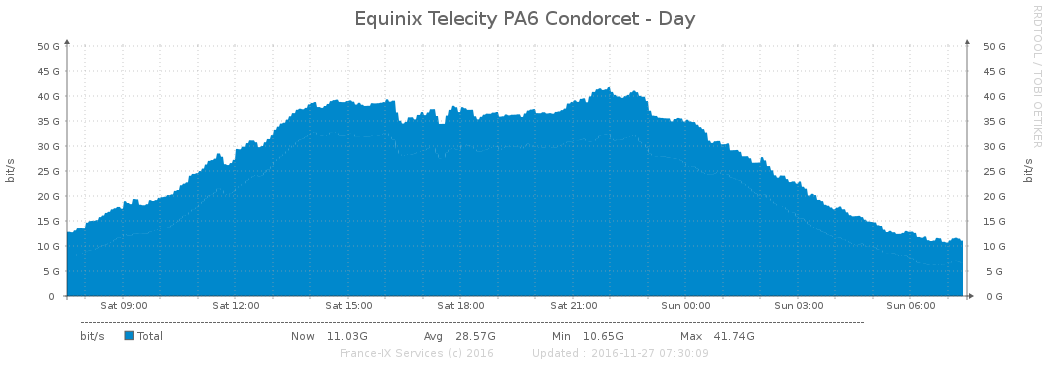 Equinix Telecity PA6 Condorcet - Day
RRDTOOL / TOBI OETIKER
bit/s
50 G 50 G
45 G 45 G
40 G 40 G
35 G 35 G
30 G 30 G
25 G 25 G
20 G 20 G
15 G 15 G
10 G 10 G
5 G 5 G
0 0 G
bit/s
Sat 09:00 Sat 12:00 Sat 15:00 Sat 18:00 Sat 21:00 Sun 00:00 Sun 03:00 Sun 06:00
bit/s Total Now 11.03G Avg 28.57G Min 10.65G Max 41.74G
France-IX Services (c) 2016 Updated : 2016-11-27 07:30:09